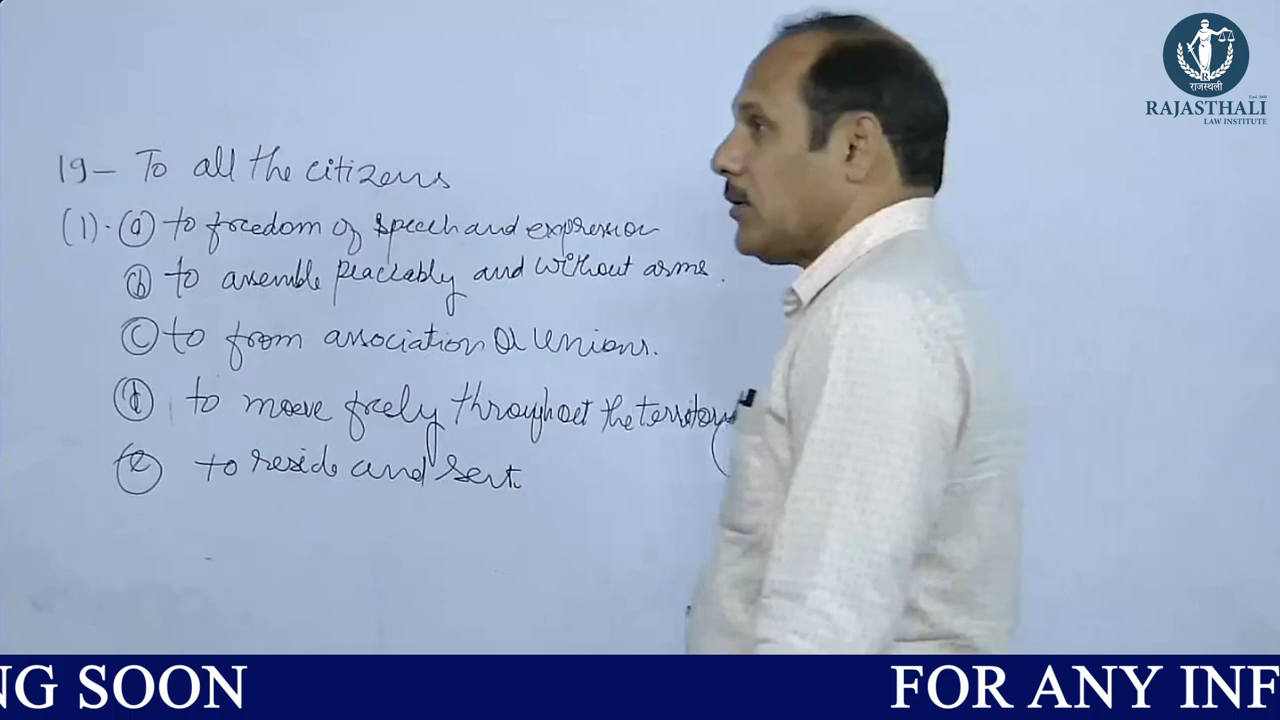 राजस्थली
RAJASTHALI
LAW INSTITUTE
19- To all the citizens
(1). (a) to freedom of speech and expression
(b) to assemble peaceably and without arms.
(c) to from association or unions.
(d) to move freely throughout the territory
(e) to reside and
NG SOON
FOR ANY INF